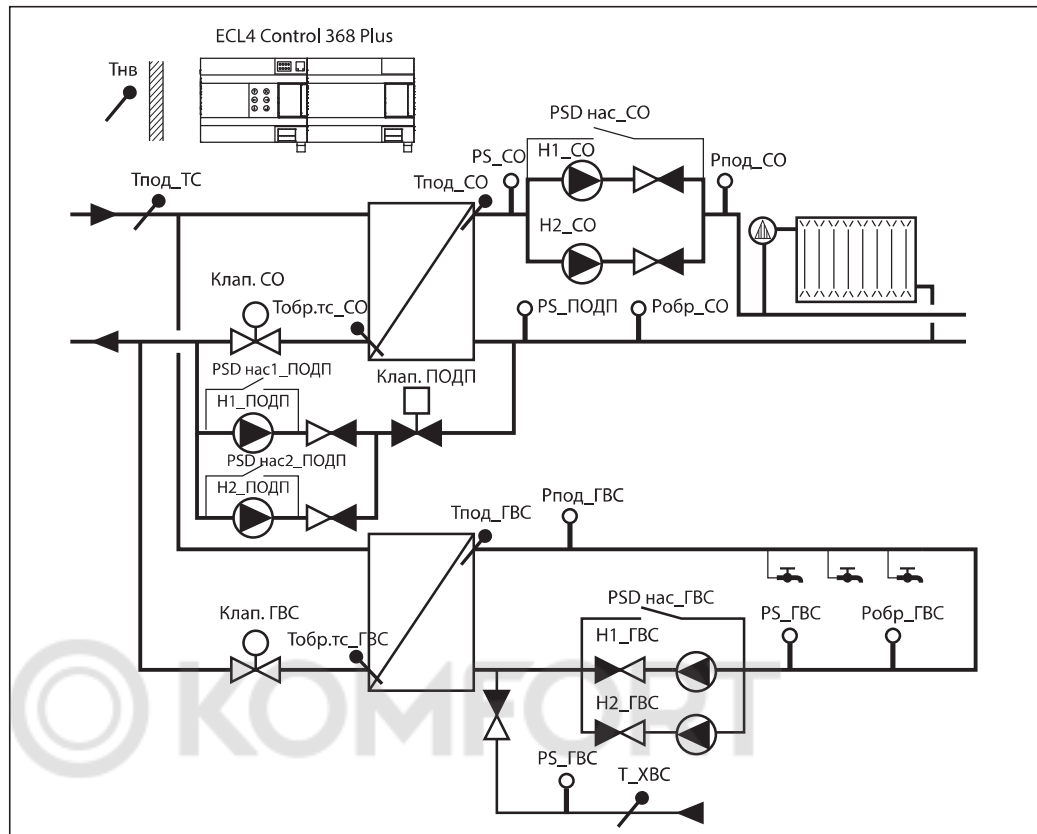 ECL4 Control 368 Plus
Тнв
PSD нас_СО
PS_СО
Н1_СО
Рпод_СО
Тпод_ТС
Тпод_СО
Н2_СО
Клап. СО
Тобр.тс_СО
PS_ПОДП
Робр_СО
PSD нас1_ПОДП
Клап. ПОДП
Н1_ПОДП
PSD нас2_ПОДП
Н2_ПОДП
Тпод_ГВС
Рпод_ГВС
PSD нас_ГВС
Клап. ГВС
Тобр.тс_ГВС
Н1_ГВС
PS_ГВС
Робр_ГВС
KOMFORT
Н2_ГВС
PS_ГВС
Т_ХВС